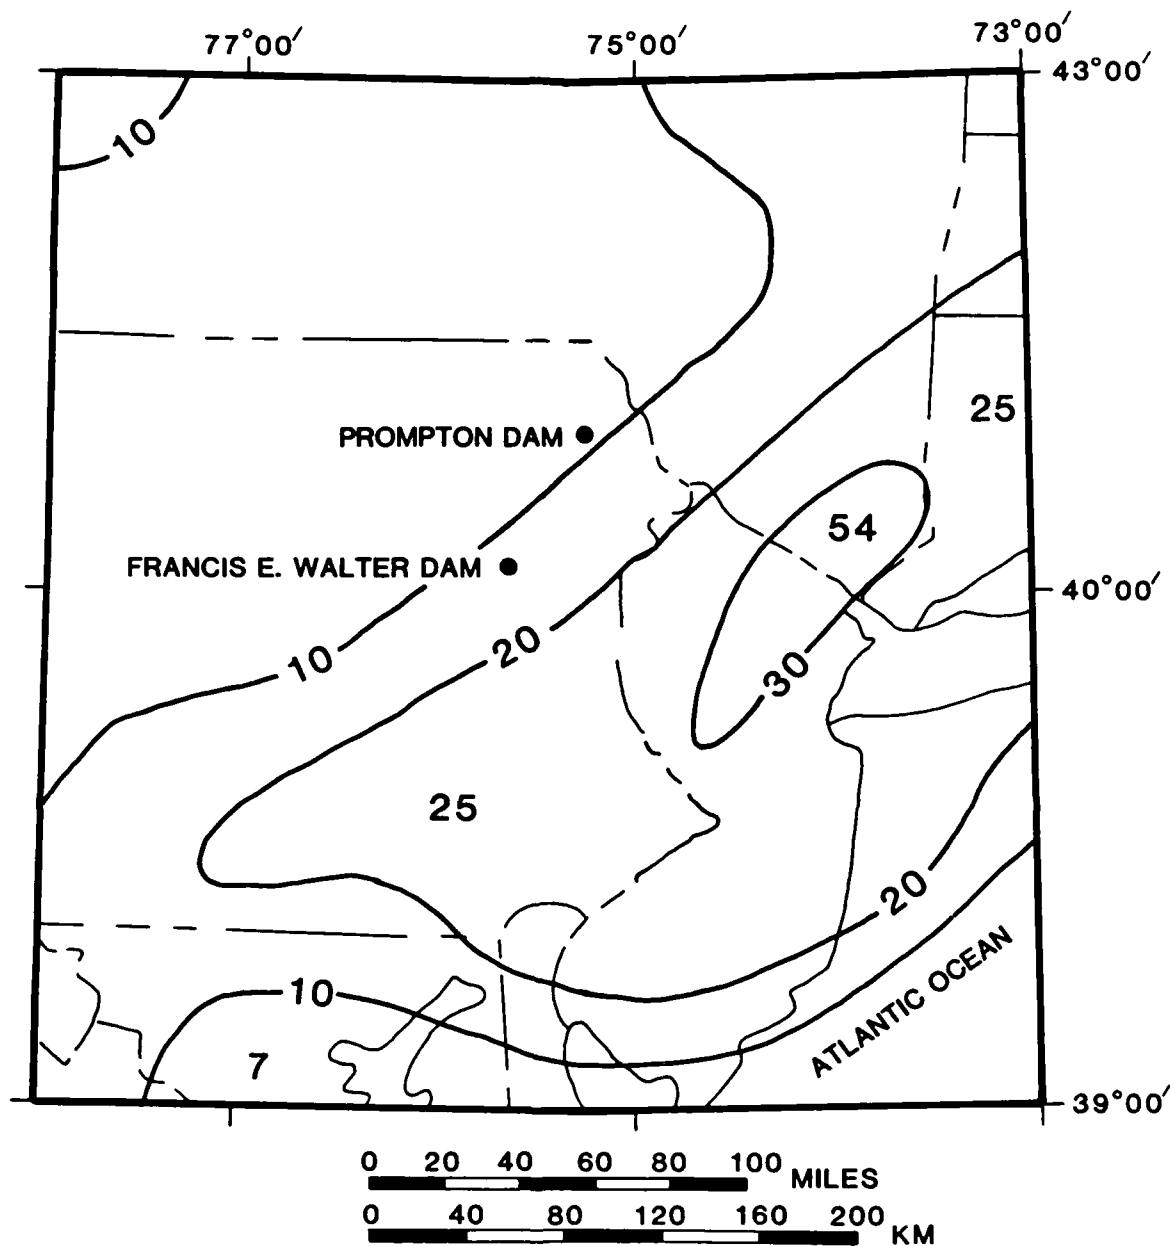 77°00′ 75°00′ 73°00′
43°00′
10
25
PROMPTON DAM
54
FRANCIS E. WALTER DAM
40°00′
20
10
30
25
20
10
ATLANTIC OCEAN
7
39°00′
0 20 40 60 80 100 MILES
0 40 80 120 160 200 KM